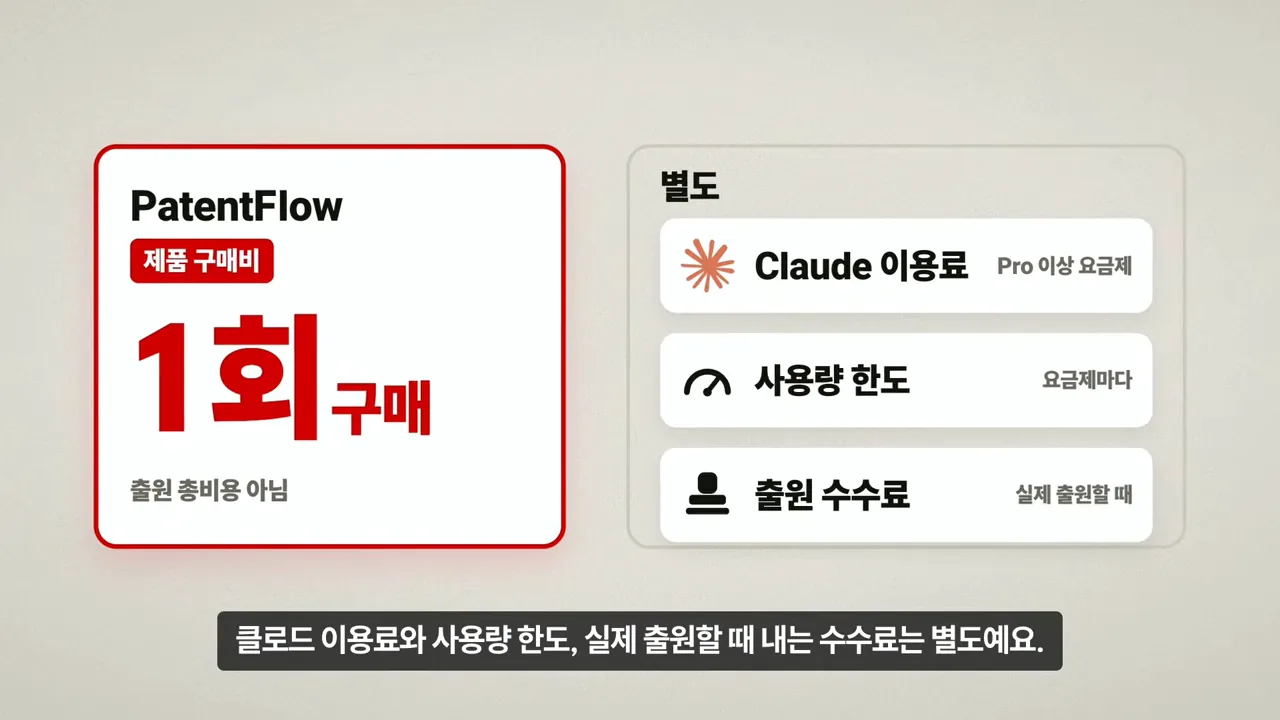 PatentFlow
제품 구매비
1회 구매
출원 총비용 아님
별도
Claude 이용료 Pro 이상 요금제
사용량 한도 요금제마다
출원 수수료 실제 출원할 때
클로드 이용료와 사용량 한도, 실제 출원할 때 내는 수수료는 별도예요.